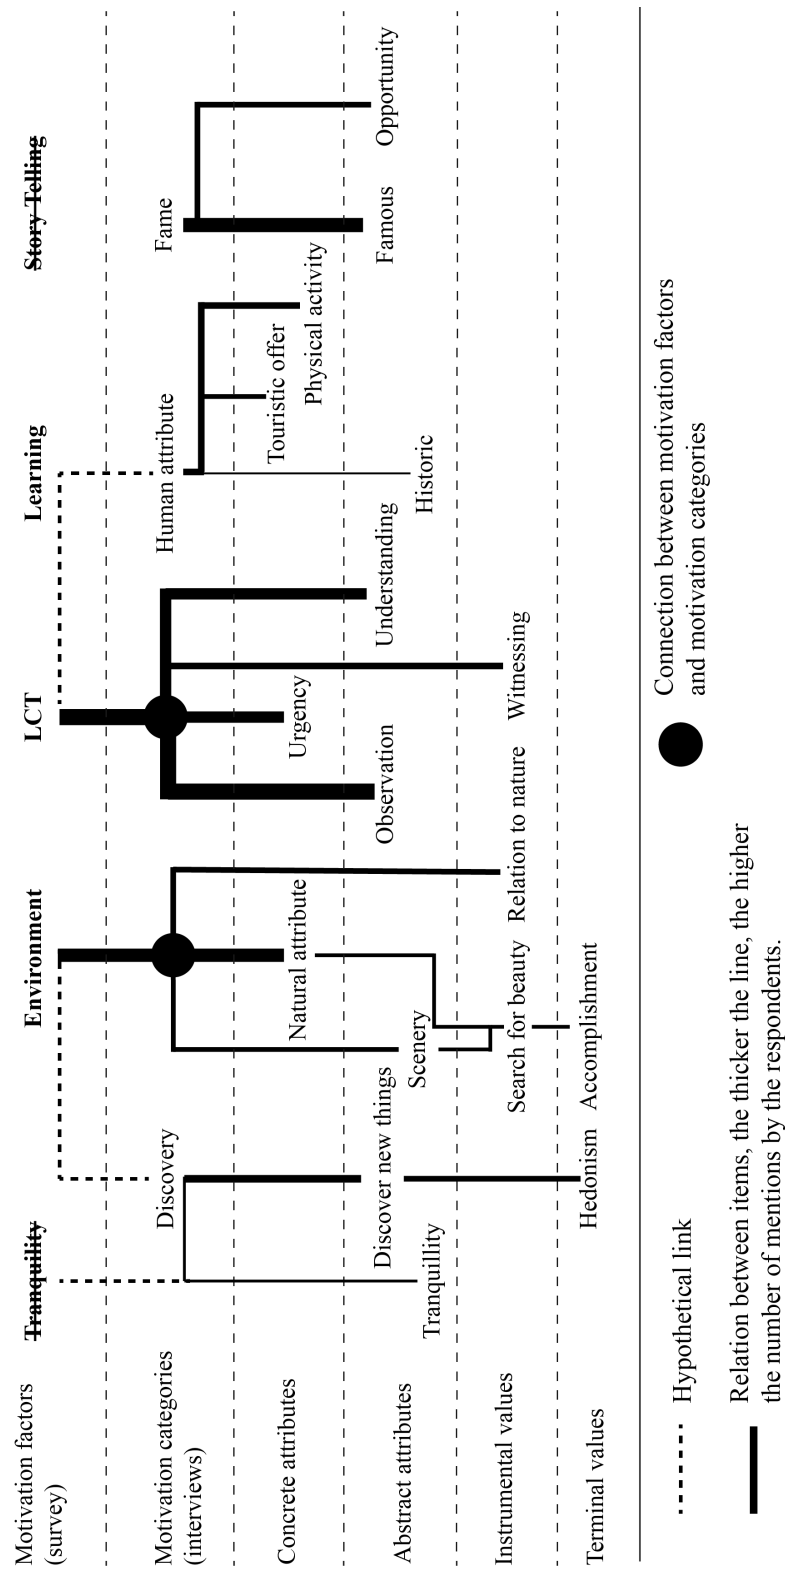 Motivation factors
(survey)
Tranquility
Environment
LCT
Learning
Story Telling
Motivation categories
(interviews)
Discovery
Human attribute
Fame
Concrete attributes
Natural attribute
Urgency
Touristic offer
Physical activity
Abstract attributes
Tranquillity
Discover new things
Scenery
Observation
Understanding
Historic
Famous
Opportunity
Instrumental values
Search for beauty
Relation to nature
Witnessing
Terminal values
Hedonism
Accomplishment
Hypothetical link
Relation between items, the thicker the line, the higher
the number of mentions by the respondents.
Connection between motivation factors
and motivation categories